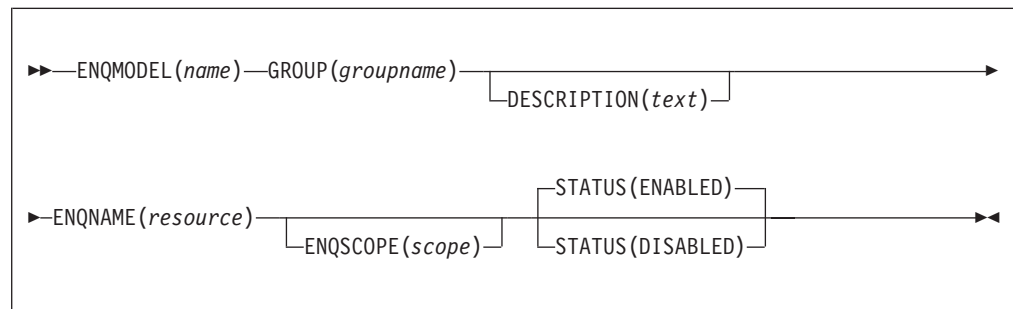 ENQMODEL(name) GROUP(groupname)
DESCRIPTION(text)
STATUS(ENABLED)
ENQNAME(resource)
ENQSCOPE(scope) STATUS(DISABLED)